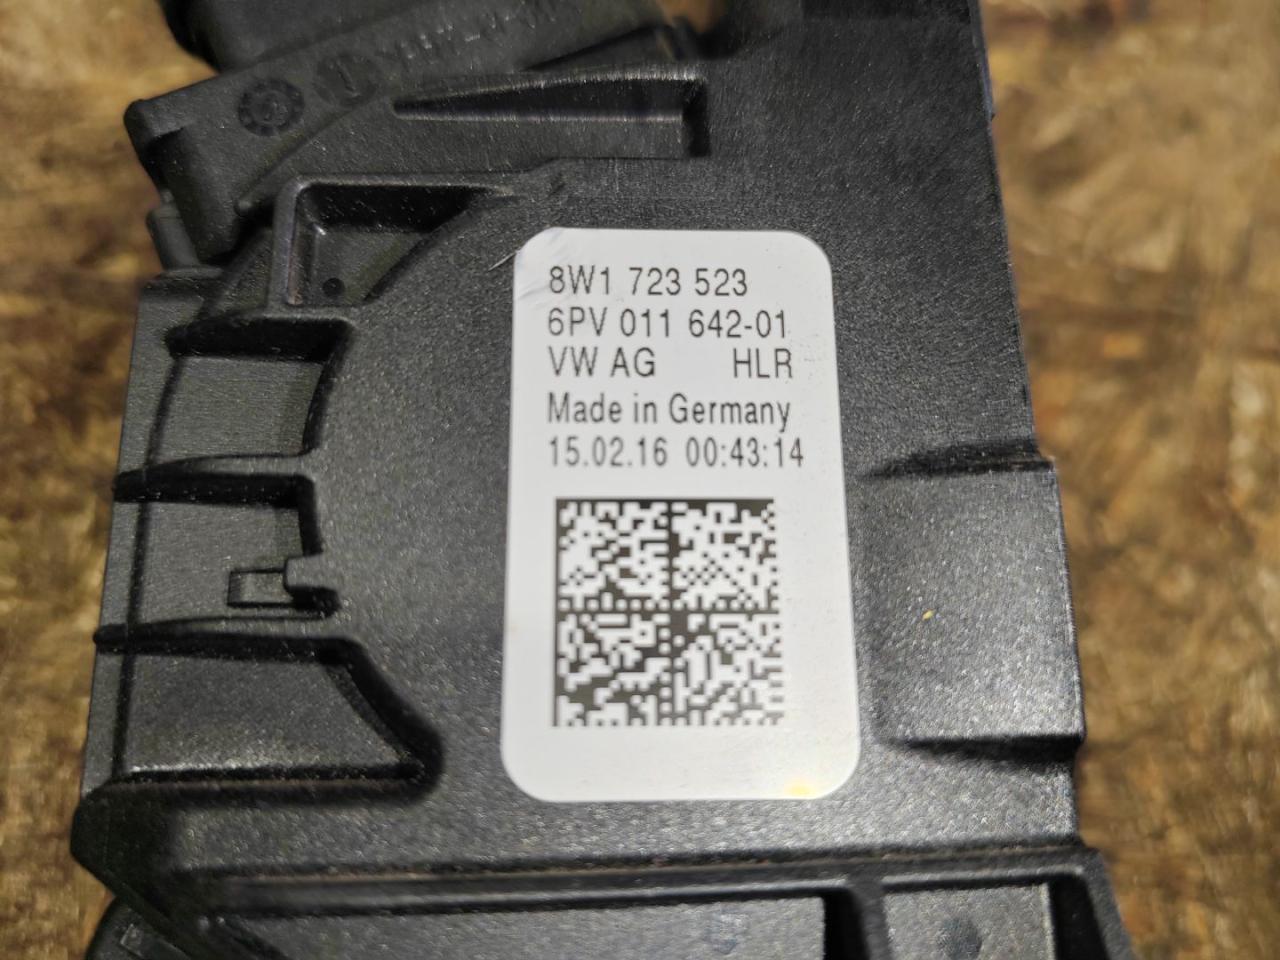 8W1 723 523
6PV 011 642-01
VW AG HLR
Made in Germany
15.02.16 00:43:14